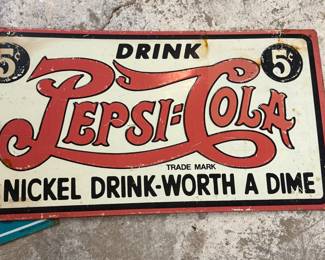 DRINK
5¢ 5¢
PEPSI=COLA
TRADE MARK
NICKEL DRINK-WORTH A DIME